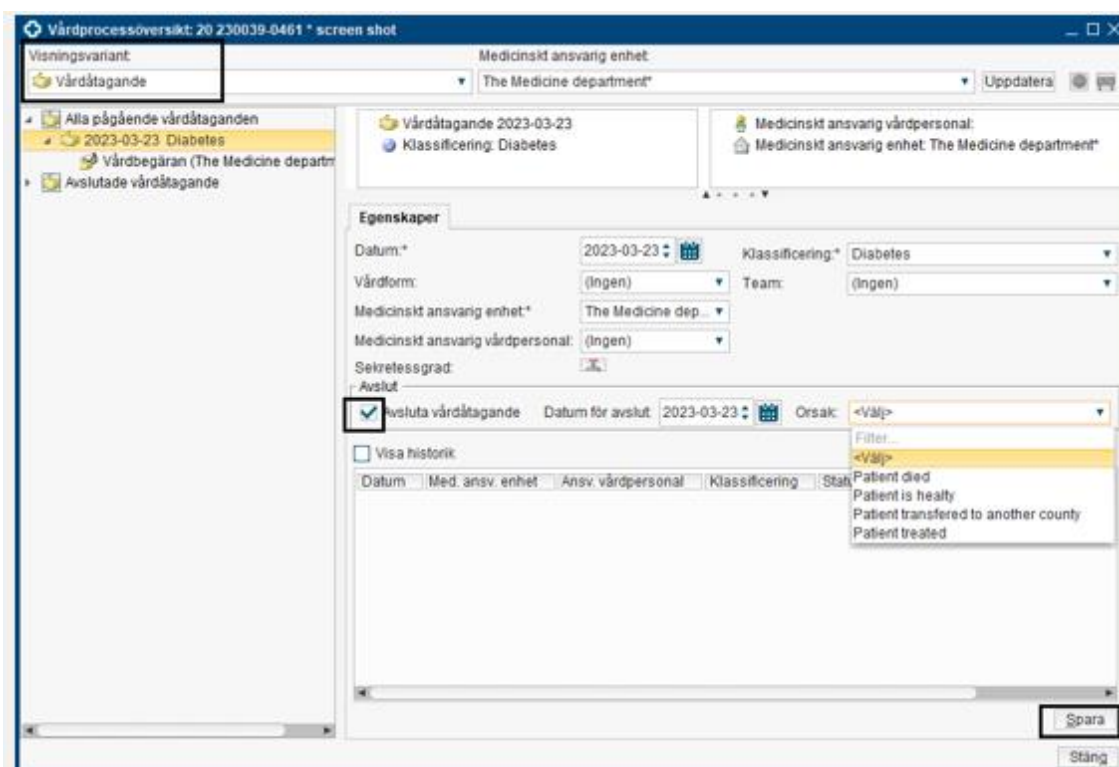 Vårdprocessöversikt: 20 230039-0461 * screen shot
Visningsvariant:
Medicinskt ansvarig enhet:
Vårdåtagande
The Medicine department*
Uppdatera
Alla pågående vårdåtaganden
2023-03-23 Diabetes
Vårdbegäran (The Medicine departm
Avslutade vårdåtagande
Vårdåtagande 2023-03-23
Klassificering: Diabetes
Medicinskt ansvarig vårdpersonal:
Medicinskt ansvarig enhet: The Medicine department*
Egenskaper
Datum:* 2023-03-23 Klassificering:* Diabetes
Vårdform: (Ingen) Team: (Ingen)
Medicinskt ansvarig enhet:* The Medicine dep...
Medicinskt ansvarig vårdpersonal: (Ingen)
Sekretessgrad:
Avslut
Avsluta vårdåtagande Datum för avslut: 2023-03-23 Orsak: <Välj>
Filter...
<Välj>
Patient died
Patient is healty
Patient transfered to another county
Patient treated
Visa historik
Datum Med. ansv. enhet Ansv. vårdpersonal Klassificering Stat
Spara
Stäng